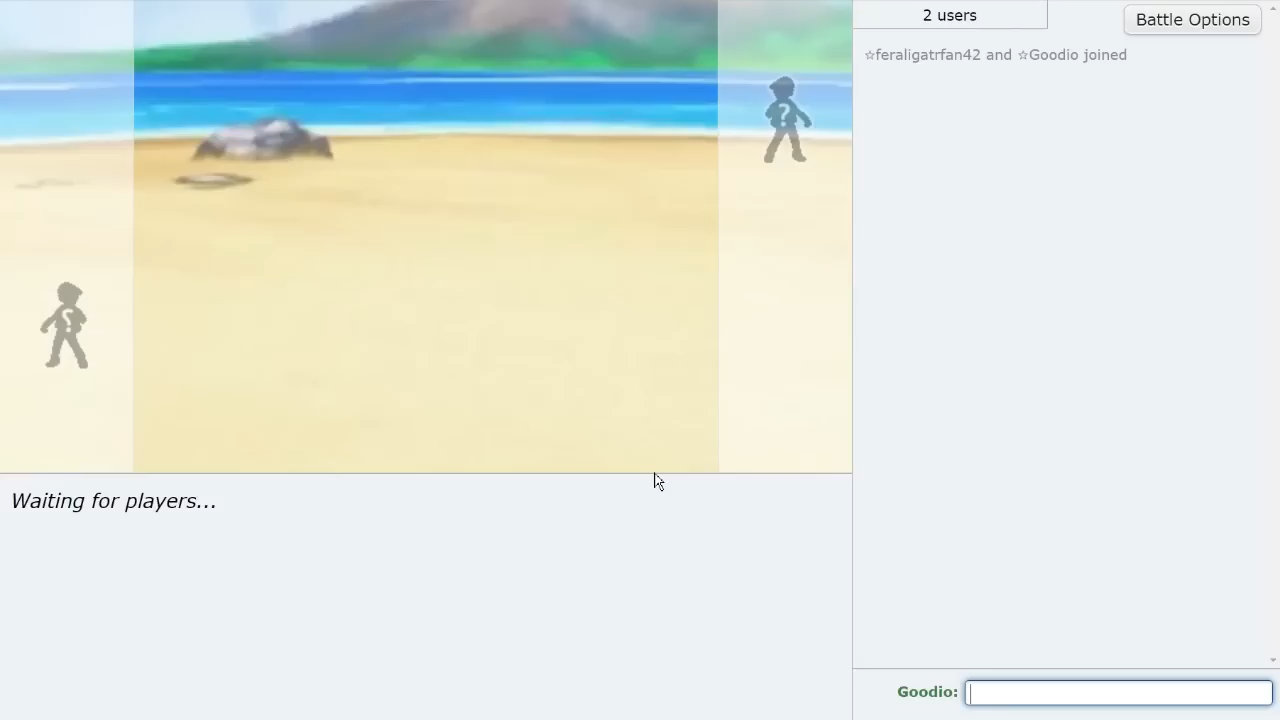 2 users
Battle Options
☆feraligatrfan42 and ☆Goodio joined
?
?
Waiting for players...
Goodio: